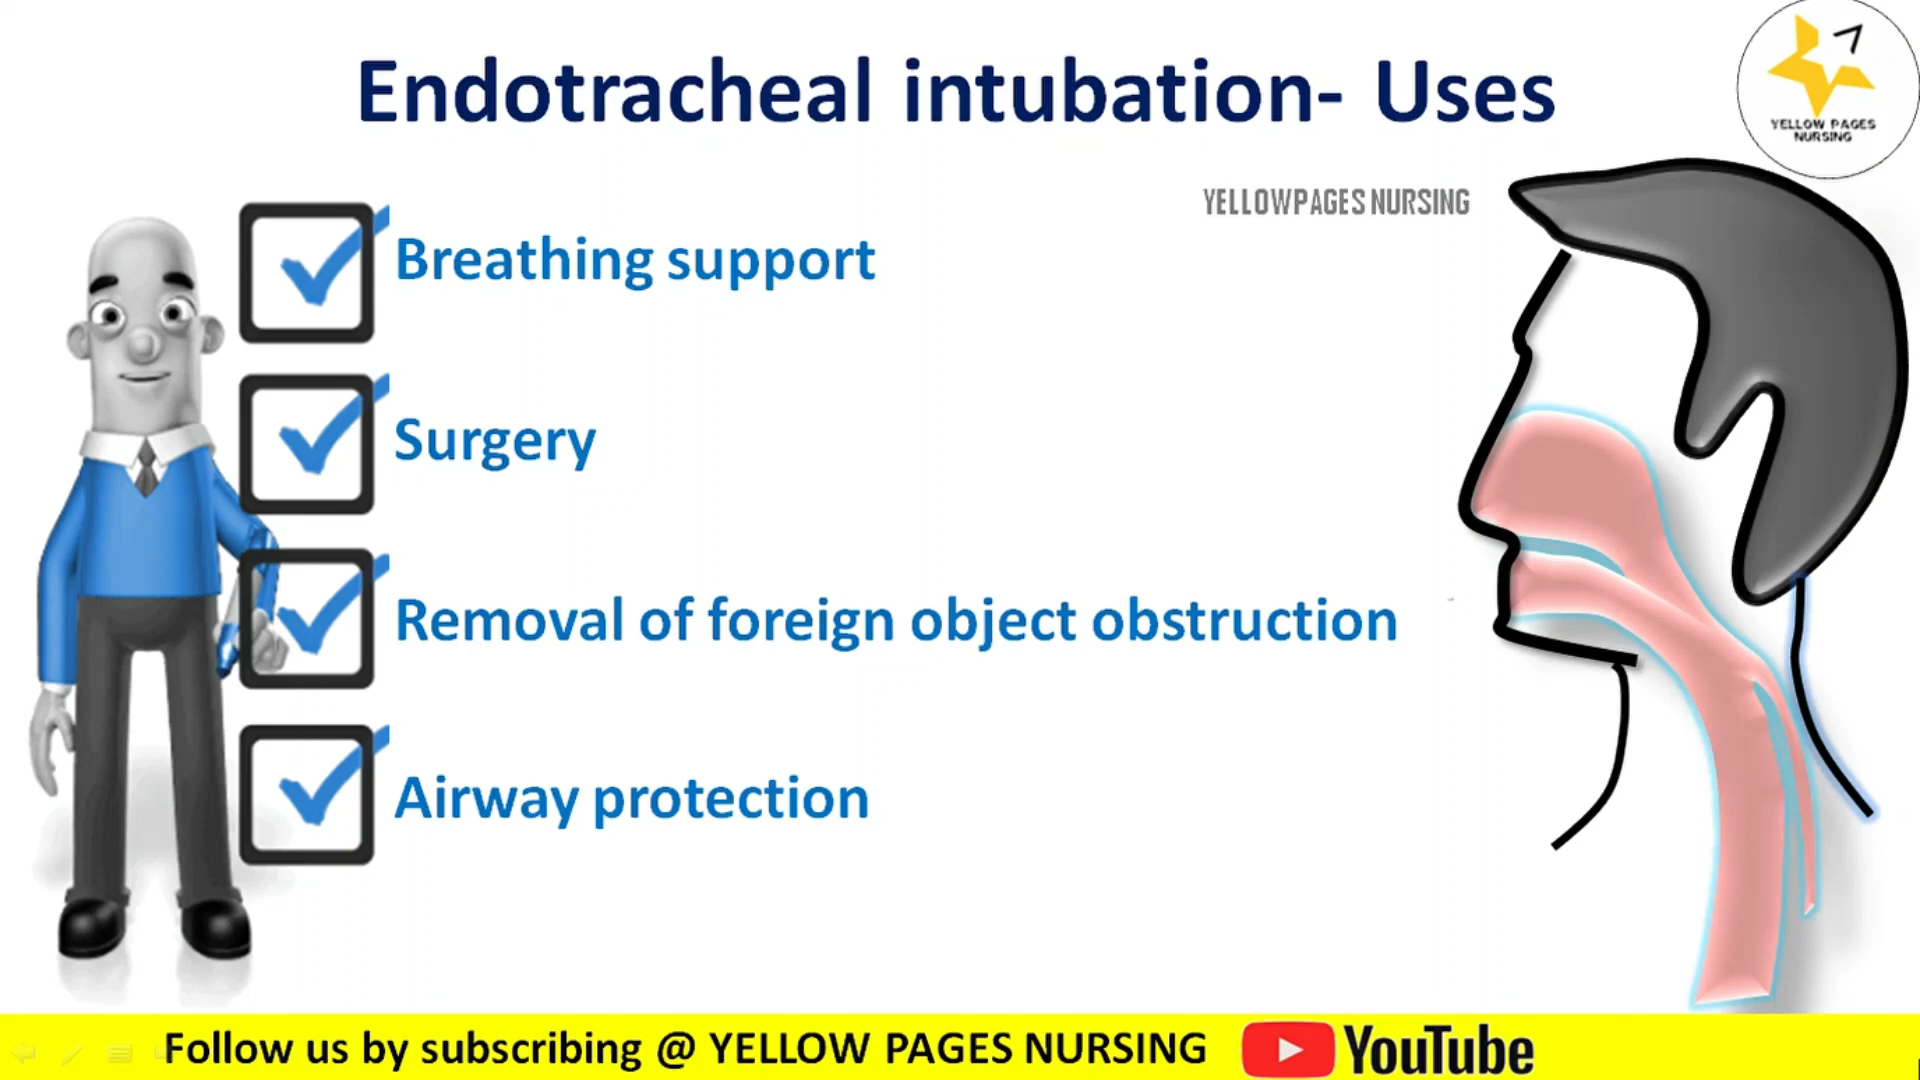 Endotracheal intubation- Uses
YELLOW PAGES
NURSING
YELLOWPAGES NURSING
Breathing support
Surgery
Removal of foreign object obstruction
Airway protection
Follow us by subscribing @ YELLOW PAGES NURSING
YouTube